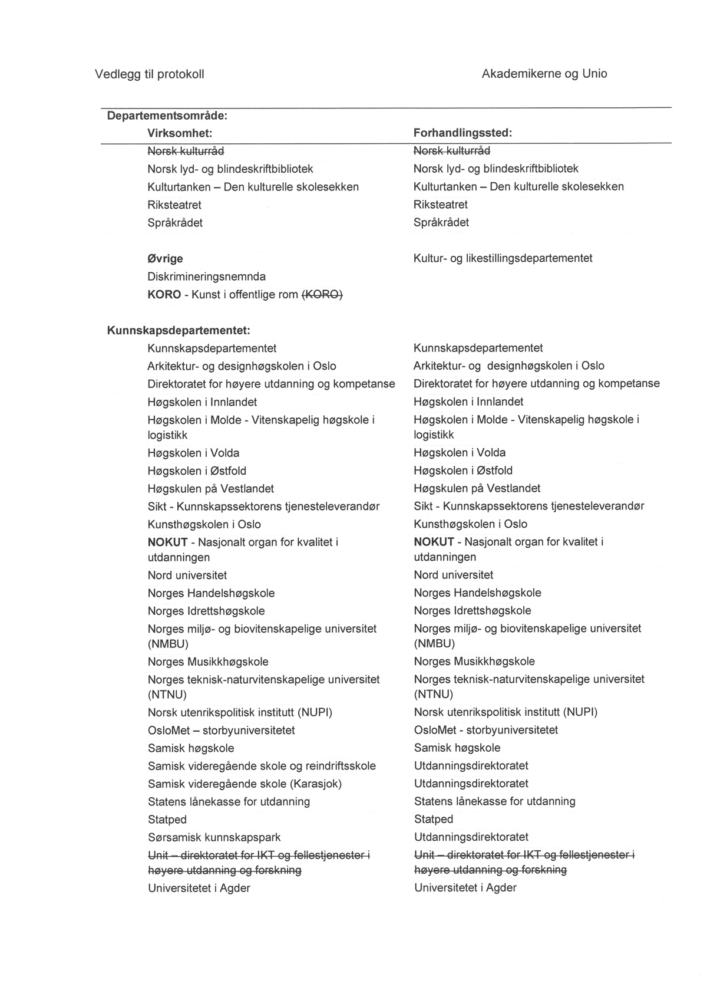 Vedlegg til protokoll Akademikerne og Unio
Departementsområde:
Virksomhet: Forhandlingssted:
Norsk kulturråd Norsk kulturråd
Norsk lyd- og blindeskriftbibliotek Norsk lyd- og blindeskriftbibliotek
Kulturtanken – Den kulturelle skolesekken Kulturtanken – Den kulturelle skolesekken
Riksteatret Riksteatret
Språkrådet Språkrådet
Øvrige Kultur- og likestillingsdepartementet
Diskrimineringsnemnda
KORO - Kunst i offentlige rom (KORO)
Kunnskapsdepartementet:
Kunnskapsdepartementet Kunnskapsdepartementet
Arkitektur- og designhøgskolen i Oslo Arkitektur- og designhøgskolen i Oslo
Direktoratet for høyere utdanning og kompetanse Direktoratet for høyere utdanning og kompetanse
Høgskolen i Innlandet Høgskolen i Innlandet
Høgskolen i Molde - Vitenskapelig høgskole i Høgskolen i Molde - Vitenskapelig høgskole i
logistikk logistikk
Høgskolen i Volda Høgskolen i Volda
Høgskolen i Østfold Høgskolen i Østfold
Høgskulen på Vestlandet Høgskulen på Vestlandet
Sikt - Kunnskapssektorens tjenesteleverandør Sikt - Kunnskapssektorens tjenesteleverandør
Kunsthøgskolen i Oslo Kunsthøgskolen i Oslo
NOKUT - Nasjonalt organ for kvalitet i NOKUT - Nasjonalt organ for kvalitet i
utdanningen utdanningen
Nord universitet Nord universitet
Norges Handelshøgskole Norges Handelshøgskole
Norges Idrettshøgskole Norges Idrettshøgskole
Norges miljø- og biovitenskapelige universitet Norges miljø- og biovitenskapelige universitet
(NMBU) (NMBU)
Norges Musikkhøgskole Norges Musikkhøgskole
Norges teknisk-naturvitenskapelige universitet Norges teknisk-naturvitenskapelige universitet
(NTNU) (NTNU)
Norsk utenrikspolitisk institutt (NUPI) Norsk utenrikspolitisk institutt (NUPI)
OsloMet – storbyuniversitetet OsloMet - storbyuniversitetet
Samisk høgskole Samisk høgskole
Samisk videregående skole og reindriftsskole Utdanningsdirektoratet
Samisk videregående skole (Karasjok) Utdanningsdirektoratet
Statens lånekasse for utdanning Statens lånekasse for utdanning
Statped Statped
Sørsamisk kunnskapspark Utdanningsdirektoratet
Unit – direktoratet for IKT og fellestjenester i Unit – direktoratet for IKT og fellestjenester i
høyere utdanning og forskning høyere utdanning og forskning
Universitetet i Agder Universitetet i Agder